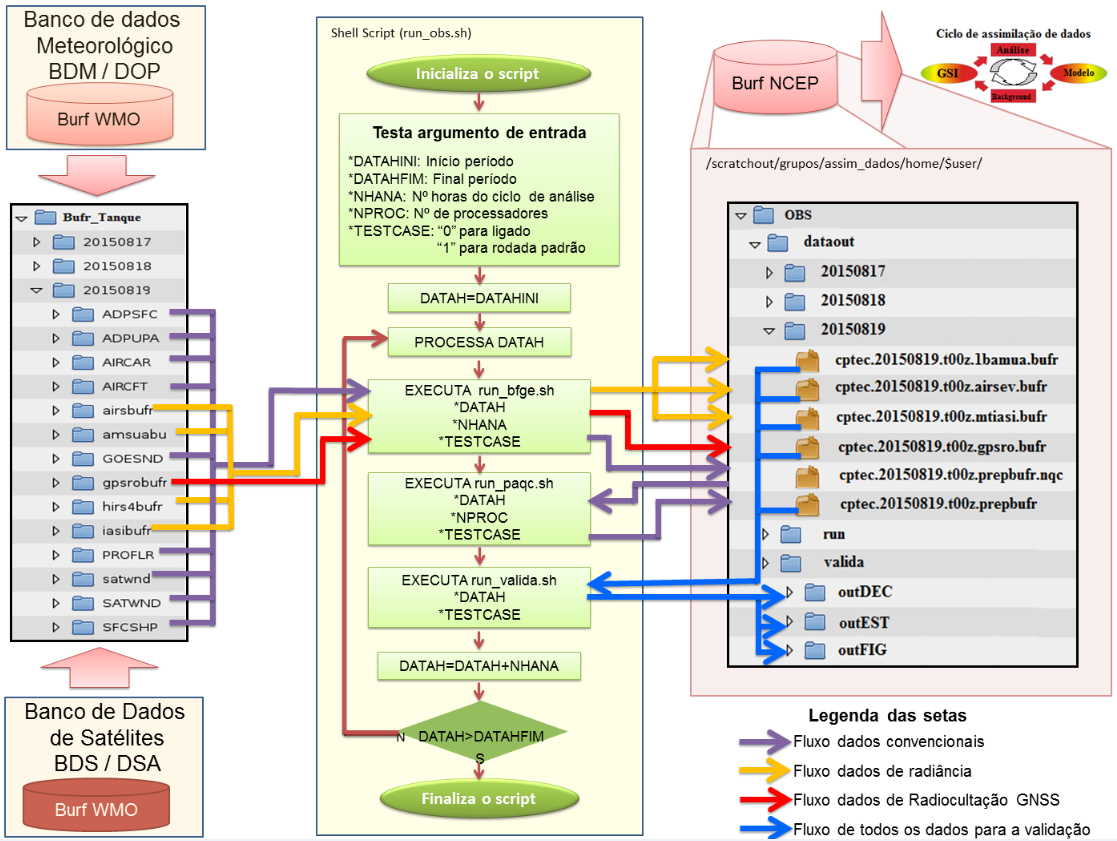 Banco de dados
Meteorológico
BDM / DOP
Burf WMO
Bufr_Tanque
20150817
20150818
20150819
ADPSFC
ADPUPA
AIRCAR
AIRCFT
airsbufr
amsuabu
GOESND
gpsrobufr
hirs4bufr
iasibufr
PROFLR
satwnd
SATWND
SFCSHP
Banco de Dados
de Satélites
BDS / DSA
Burf WMO
Shell Script (run_obs.sh)
Inicializa o script
Testa argumento de entrada
*DATAHINI: Início período
*DATAHFIM: Final período
*NHANA: Nº horas do ciclo de análise
*NPROC: Nº de processadores
*TESTCASE: “0” para ligado
“1” para rodada padrão
DATAH=DATAHINI
PROCESSA DATAH
EXECUTA run_bfge.sh
*DATAH
*NHANA
*TESTCASE
EXECUTA run_paqc.sh
*DATAH
*NPROC
*TESTCASE
EXECUTA run_valida.sh
*DATAH
*TESTCASE
DATAH=DATAH+NHANA
N DATAH>DATAHFIM
S
Finaliza o script
Burf NCEP
Ciclo de assimilação de dados
Análise
GSI
Modelo
Background
/scratchout/grupos/assim_dados/home/$user/
OBS
dataout
20150817
20150818
20150819
cptec.20150819.t00z.1bamua.bufr
cptec.20150819.t00z.airsev.bufr
cptec.20150819.t00z.mtiasi.bufr
cptec.20150819.t00z.gpsro.bufr
cptec.20150819.t00z.prepbufr.nqc
cptec.20150819.t00z.prepbufr
run
valida
outDEC
outEST
outFIG
Legenda das setas
Fluxo dados convencionais
Fluxo dados de radiância
Fluxo dados de Radiocultação GNSS
Fluxo de todos os dados para a validação